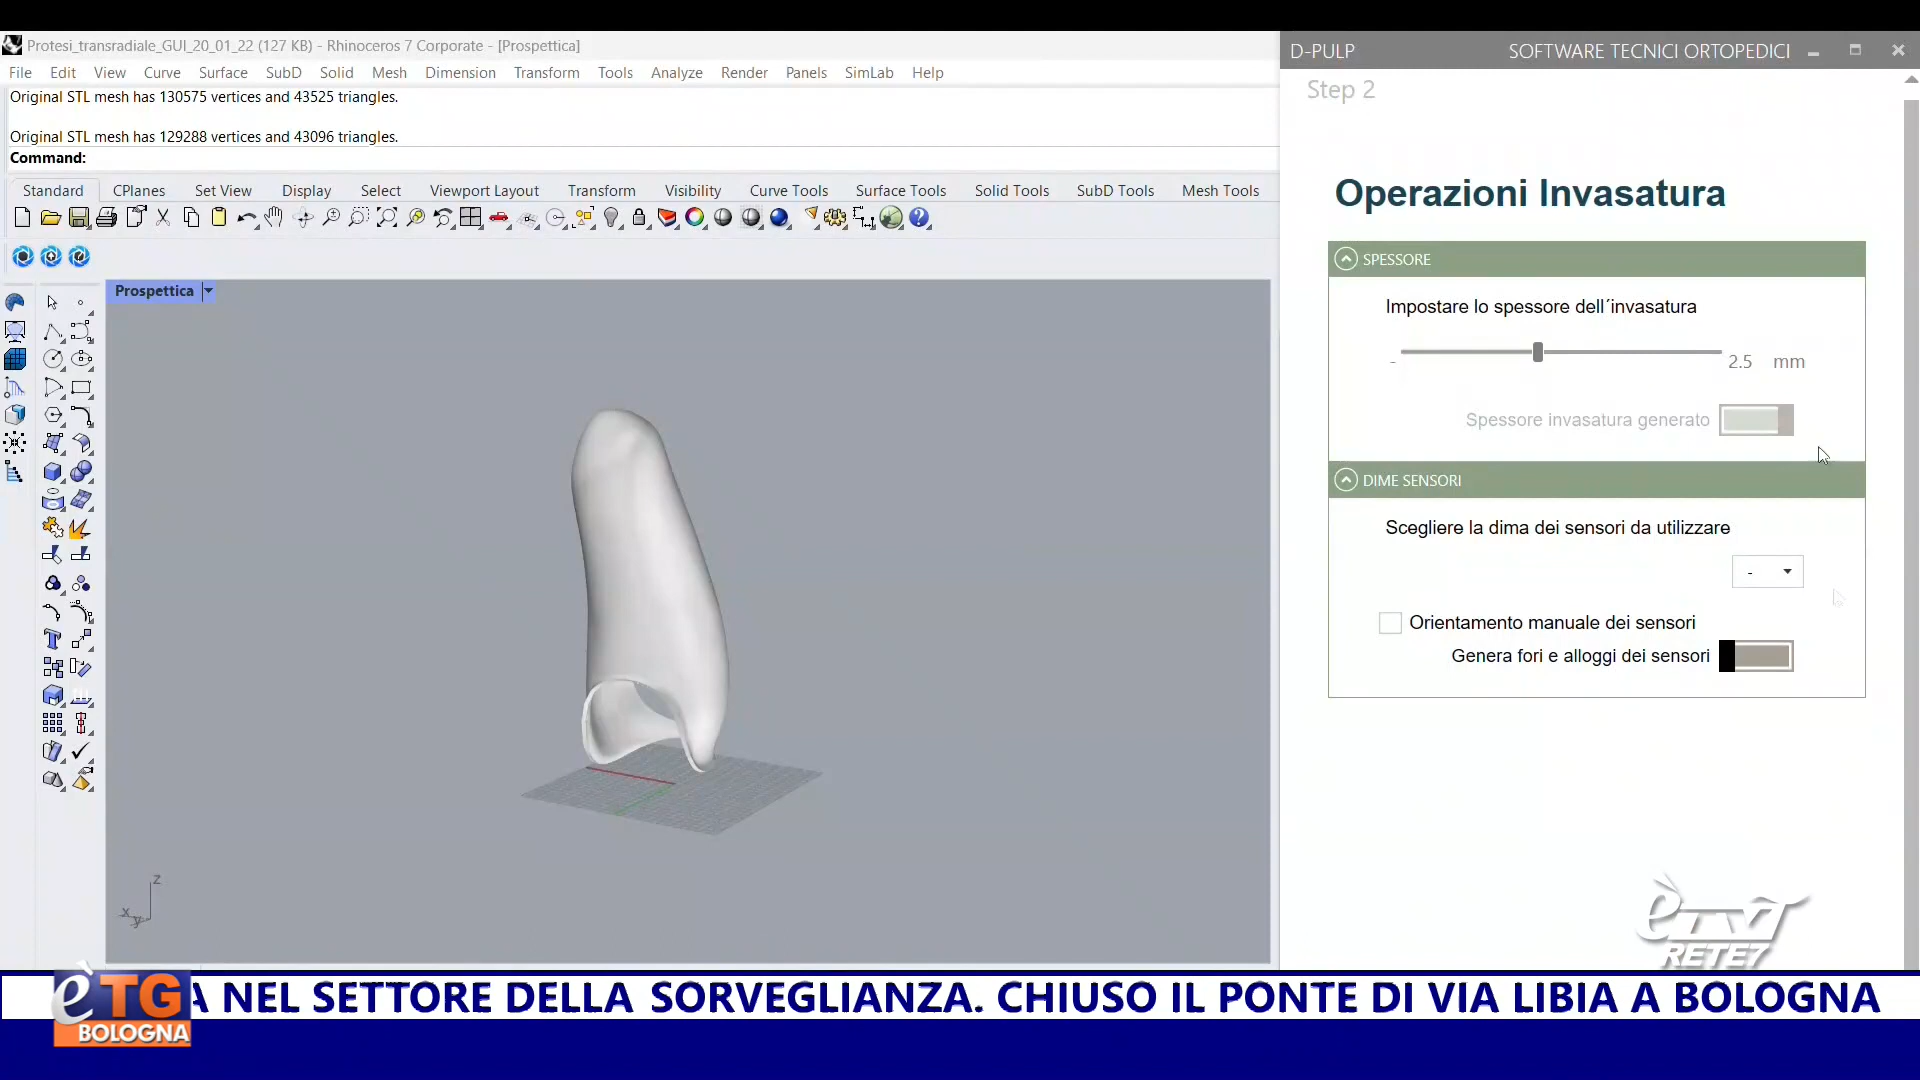 Protesi_transradiale_GUI_20_01_22 (127 KB) - Rhinoceros 7 Corporate - [Prospettica]
File Edit View Curve Surface SubD Solid Mesh Dimension Transform Tools Analyze Render Panels SimLab Help
Original STL mesh has 130575 vertices and 43525 triangles.
Original STL mesh has 129288 vertices and 43096 triangles.
Command:
Standard CPlanes Set View Display Select Viewport Layout Transform Visibility Curve Tools Surface Tools Solid Tools SubD Tools Mesh Tools
Prospettica
z
x
y
D-PULP SOFTWARE TECNICI ORTOPEDICI
Step 2
Operazioni Invasatura
SPESSORE
Impostare lo spessore dell´invasatura
- 2.5 mm
Spessore invasatura generato
DIME SENSORI
Scegliere la dima dei sensori da utilizzare
-
Orientamento manuale dei sensori
Genera fori e alloggi dei sensori
è TV
RETE7
A NEL SETTORE DELLA SORVEGLIANZA. CHIUSO IL PONTE DI VIA LIBIA A BOLOGNA
è TG
BOLOGNA